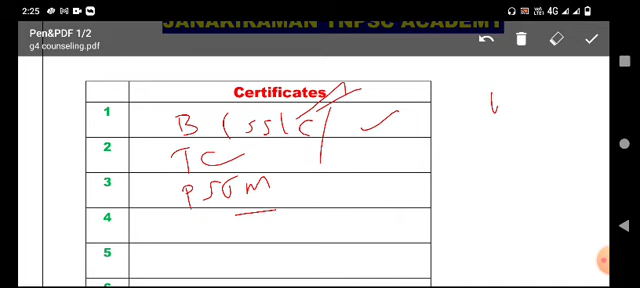 2:25
4G
Pen&PDF 1/2
g4 counseling.pdf
JANAKIRAMAN TNPSC ACADEMY
Certificates
1 B (SSLC)
2 TC
3 PSTM
4
5
6